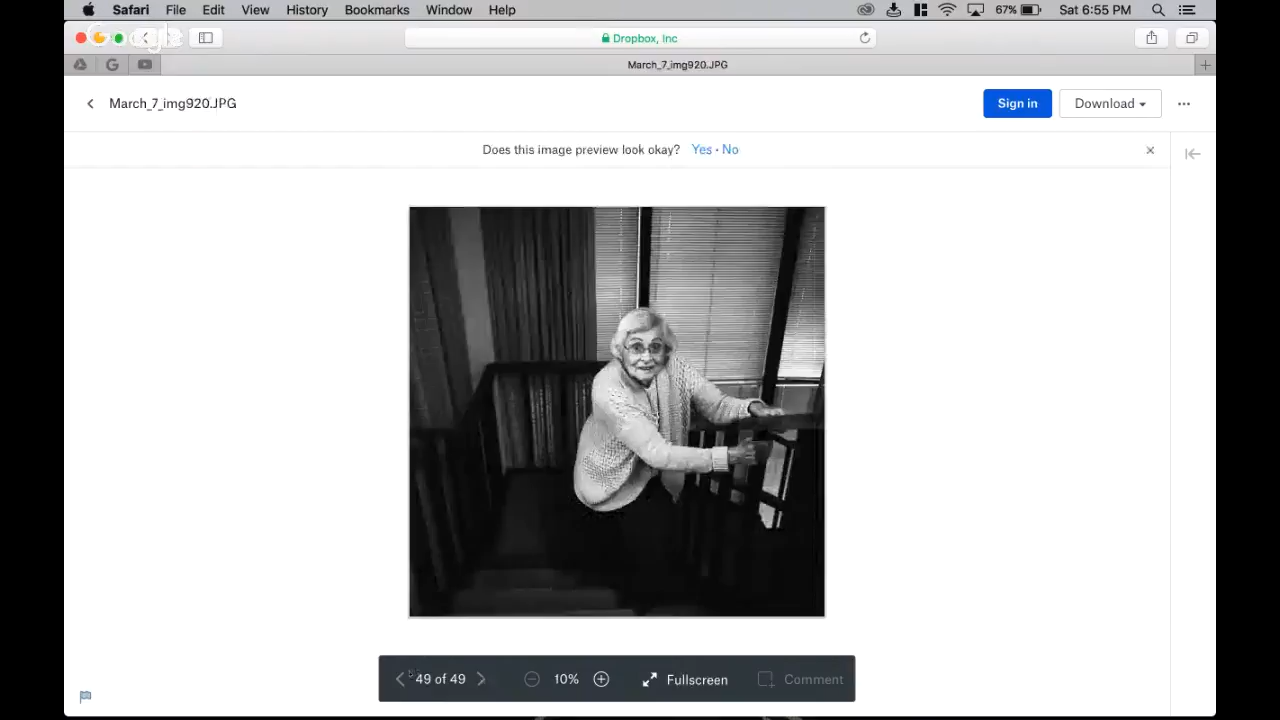 Safari File Edit View History Bookmarks Window Help 67% Sat 6:55 PM
Dropbox, Inc
March_7_img920.JPG
March_7_img920.JPG Sign in Download
Does this image preview look okay? Yes · No
49 of 49 10% Fullscreen Comment